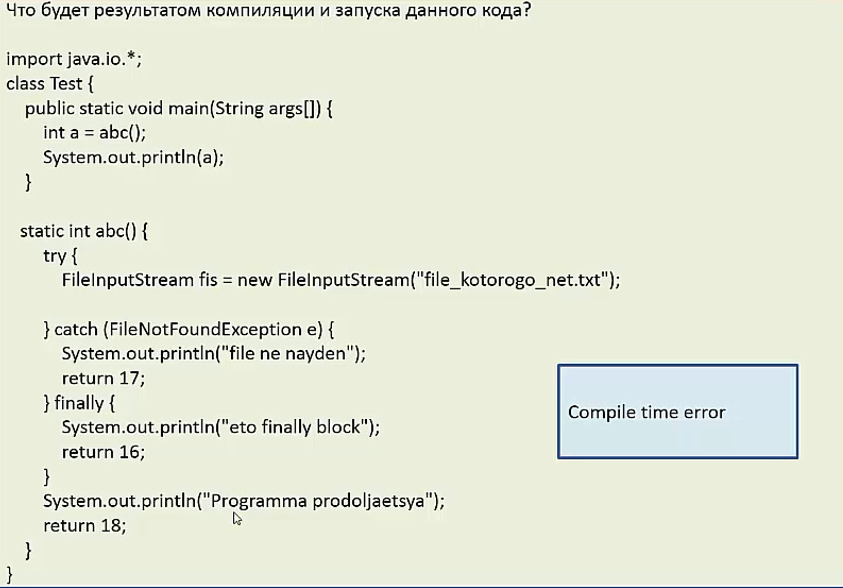 Что будет результатом компиляции и запуска данного кода?
import java.io.*;
class Test {
public static void main(String args[]) {
int a = abc();
System.out.println(a);
}
static int abc() {
try {
FileInputStream fis = new FileInputStream("file_kotorogo_net.txt");
} catch (FileNotFoundException e) {
System.out.println("file ne nayden");
return 17;
} finally {
System.out.println("eto finally block");
return 16;
}
System.out.println("Programma prodoljaetsya");
return 18;
}
}
Compile time error